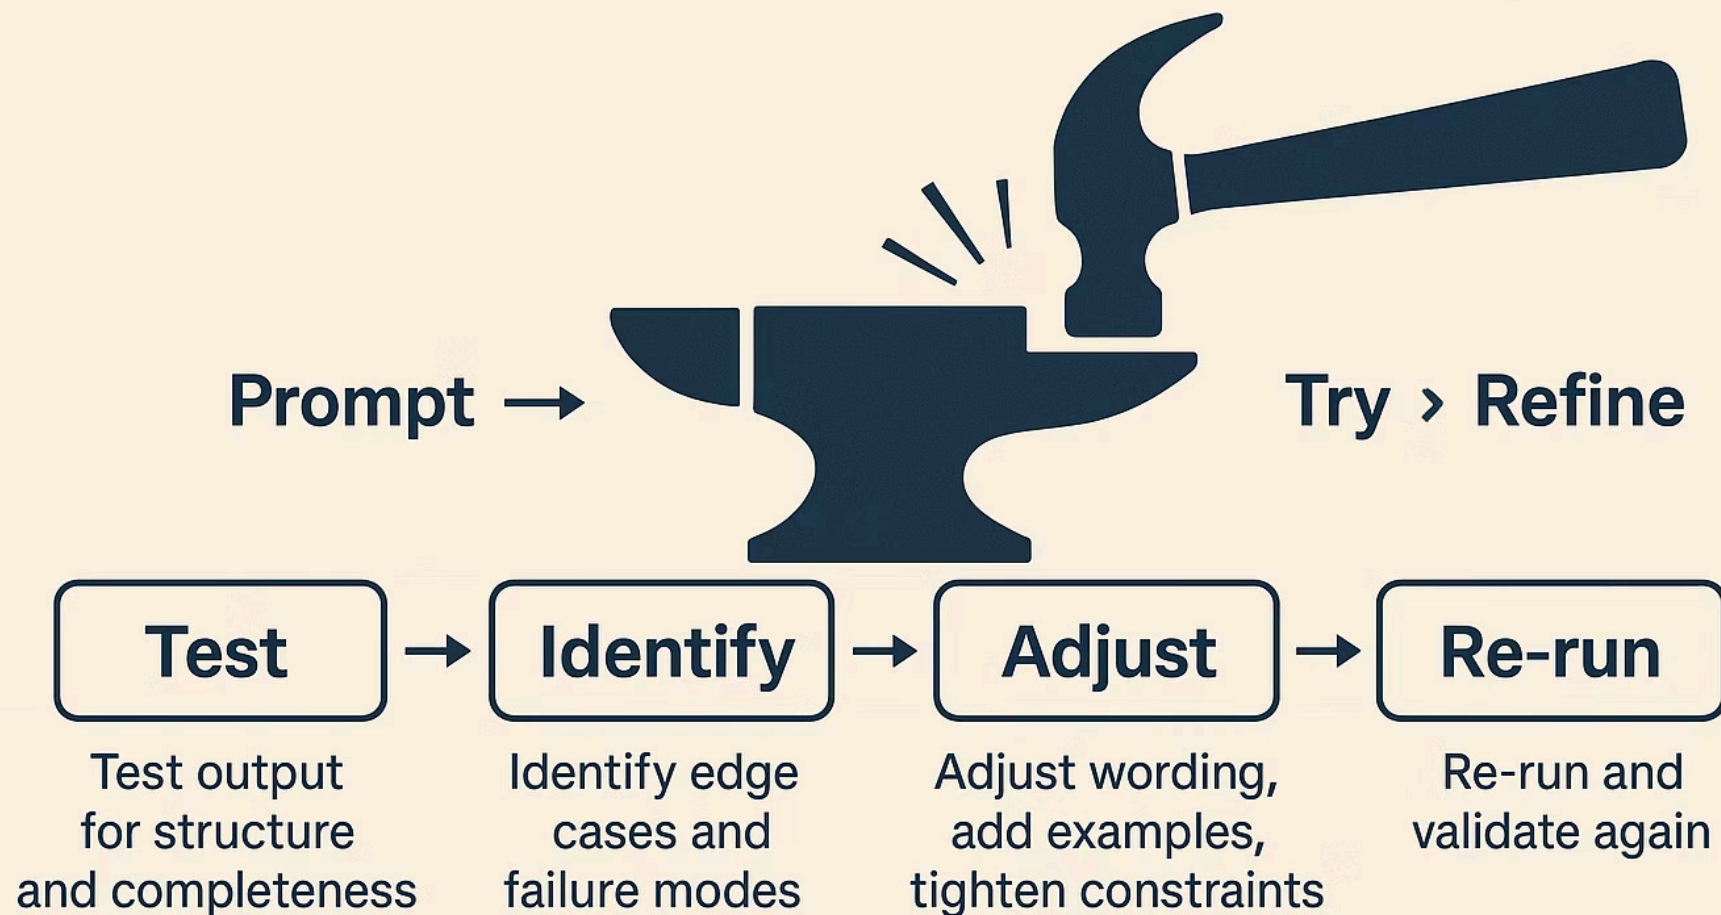 Prompt →
Try › Refine
Test → Identify → Adjust → Re-run
Test output
for structure
and completeness
Identify edge
cases and
failure modes
Adjust wording,
add examples,
tighten constraints
Re-run and
validate again